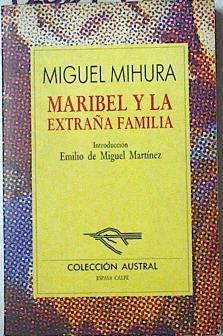 MIGUEL MIHURA
MARIBEL Y LA
EXTRAÑA FAMILIA
Introducción
Emilio de Miguel Martínez
COLECCIÓN AUSTRAL
ESPASA CALPE